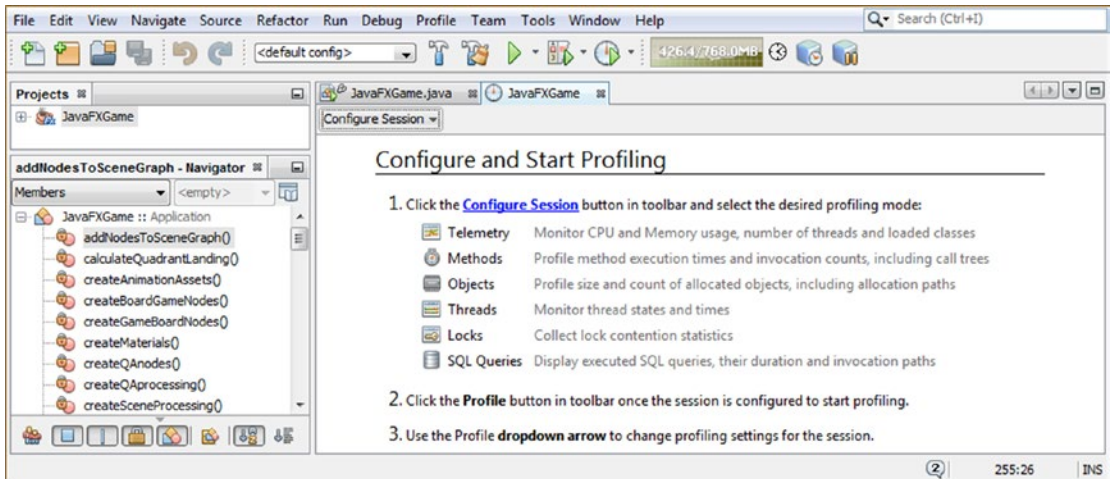 File Edit View Navigate Source Refactor Run Debug Profile Team Tools Window Help
Search (Ctrl+I)
<default config>
426.4/768.0MB
Projects
JavaFXGame
addNodesToSceneGraph - Navigator
Members
<empty>
JavaFXGame :: Application
addNodesToSceneGraph()
calculateQuadrantLanding()
createAnimationAssets()
createBoardGameNodes()
createGameBoardNodes()
createMaterials()
createQAnodes()
createQAprocessing()
createSceneProcessing()
JavaFXGame.java
JavaFXGame
Configure Session
Configure and Start Profiling
1. Click the Configure Session button in toolbar and select the desired profiling mode:
Telemetry Monitor CPU and Memory usage, number of threads and loaded classes
Methods Profile method execution times and invocation counts, including call trees
Objects Profile size and count of allocated objects, including allocation paths
Threads Monitor thread states and times
Locks Collect lock contention statistics
SQL Queries Display executed SQL queries, their duration and invocation paths
2. Click the Profile button in toolbar once the session is configured to start profiling.
3. Use the Profile dropdown arrow to change profiling settings for the session.
2
255:26
INS